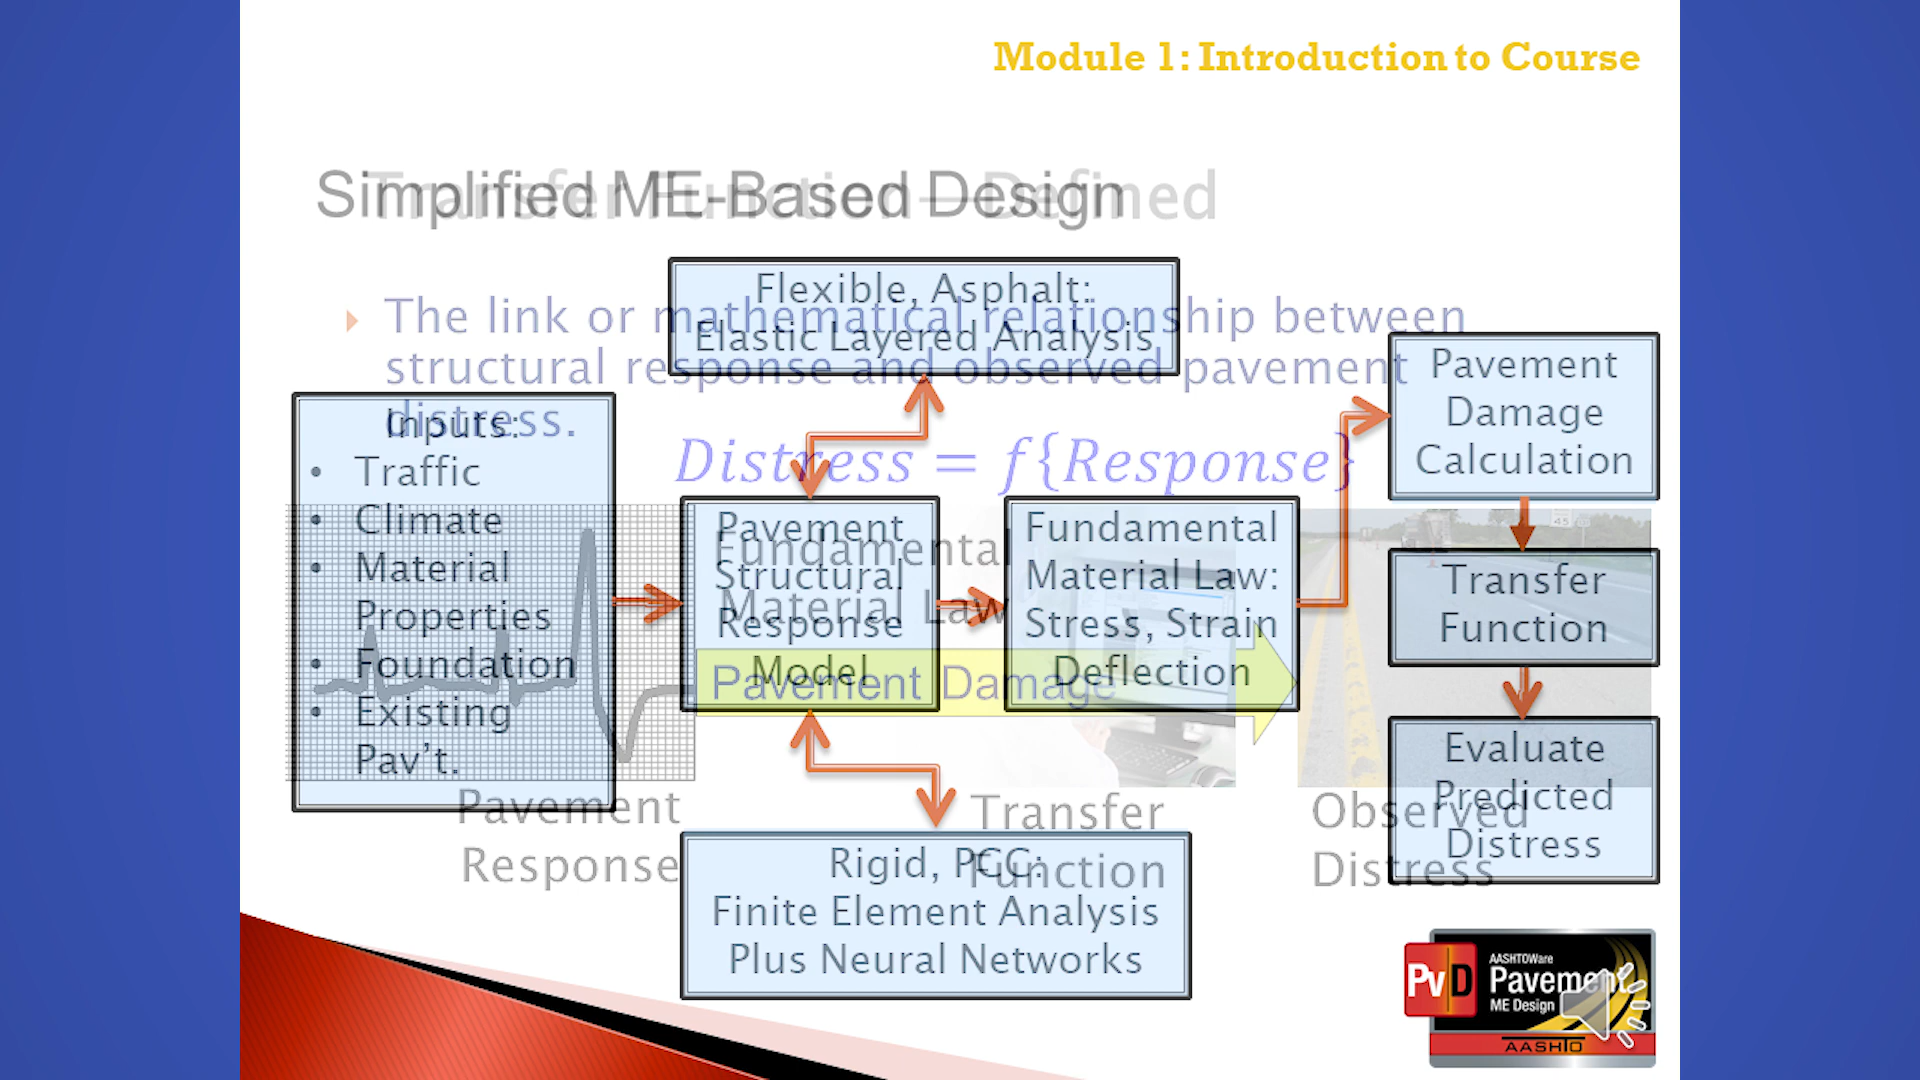 Module 1: Introduction to Course
Simplified ME-Based Design
Transfer Function – Defined
The link or mathematical relationship between
structural response and observed pavement
distress.
Distress = f{Response}
Flexible, Asphalt:
Elastic Layered Analysis
Inputs:
• Traffic
• Climate
• Material
Properties
• Foundation
• Existing
Pav't.
Pavement
Structural
Response
Model
Fundamental
Material Law:
Stress, Strain
Deflection
Pavement
Damage
Calculation
Transfer
Function
Evaluate
Predicted
Distress
Rigid, PCC:
Finite Element Analysis
Plus Neural Networks
Fundamental
Material Law
Pavement Damage
Pavement
Response
Transfer
Function
Observed
Distress
PvD
AASHTOWare
Pavement
ME Design
AASHTO